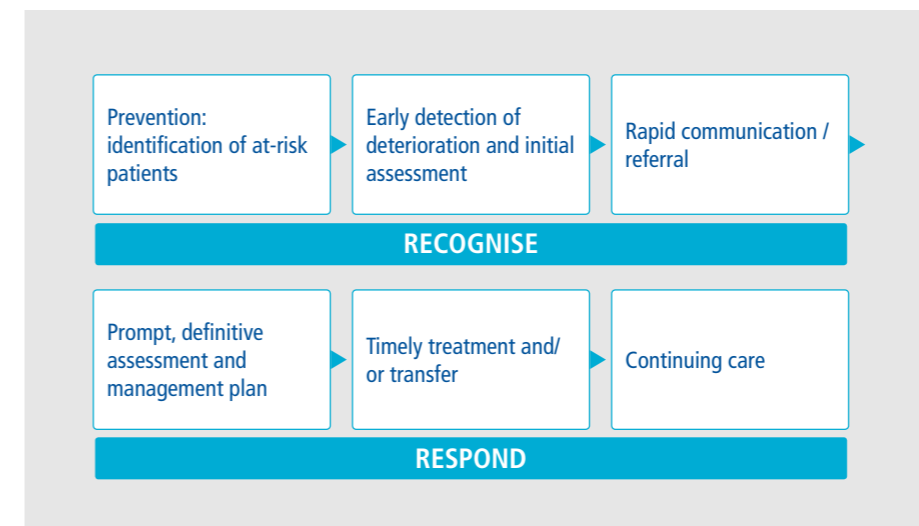 Prevention:
identification of at-risk
patients
Early detection of
deterioration and initial
assessment
Rapid communication /
referral
RECOGNISE
Prompt, definitive
assessment and
management plan
Timely treatment and/
or transfer
Continuing care
RESPOND